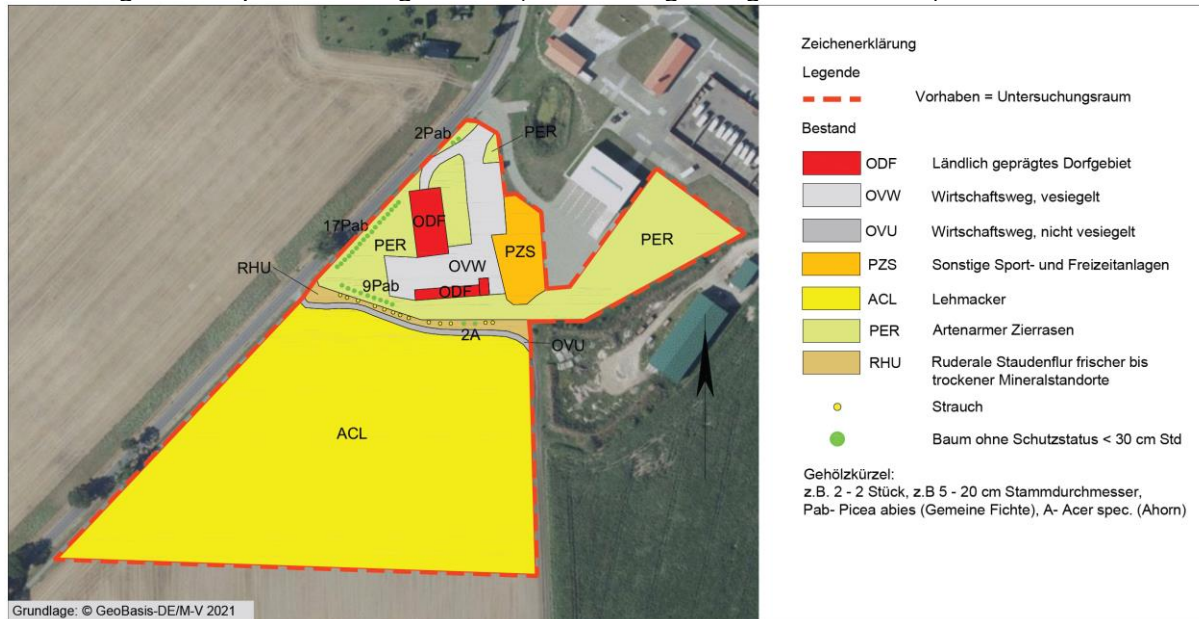 2Pab
PER
17Pab
ODF
PER
PZS
PER
RHU
OVW
9Pab
ODF
2A
OVU
ACL
Grundlage: © GeoBasis-DE/M-V 2021
Zeichenerklärung
Legende
Vorhaben = Untersuchungsraum
Bestand
ODF Ländlich geprägtes Dorfgebiet
OVW Wirtschaftsweg, vesiegelt
OVU Wirtschaftsweg, nicht vesiegelt
PZS Sonstige Sport- und Freizeitanlagen
ACL Lehmacker
PER Artenarmer Zierrasen
RHU Ruderale Staudenflur frischer bis
trockener Mineralstandorte
Strauch
Baum ohne Schutzstatus < 30 cm Std
Gehölzkürzel:
z.B. 2 - 2 Stück, z.B 5 - 20 cm Stammdurchmesser,
Pab- Picea abies (Gemeine Fichte), A- Acer spec. (Ahorn)